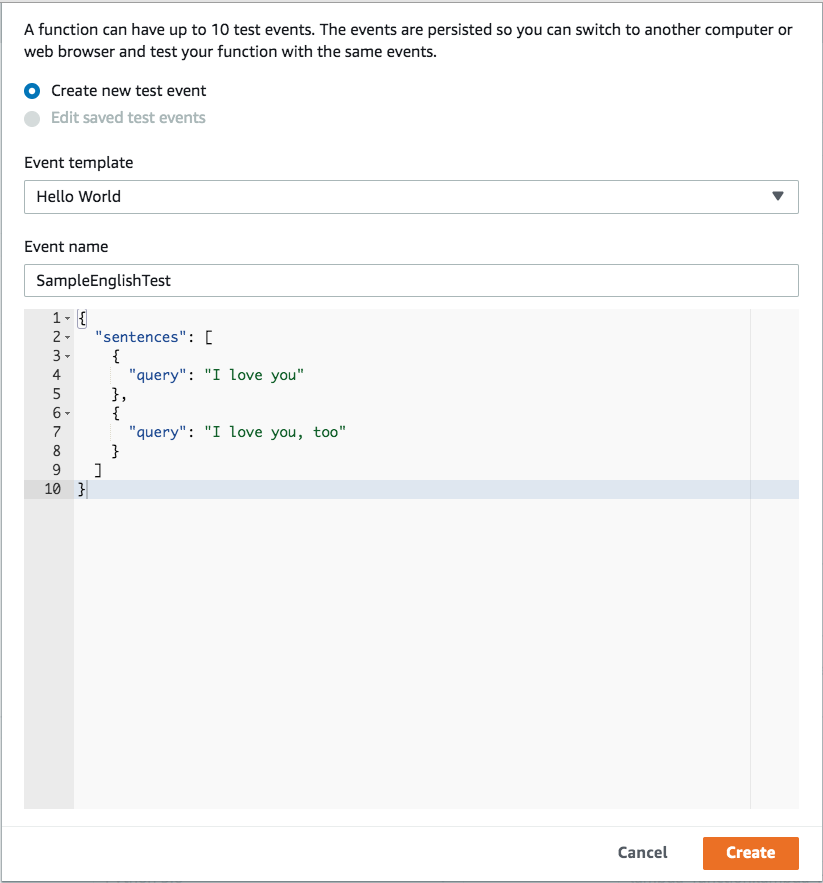 A function can have up to 10 test events. The events are persisted so you can switch to another computer or
web browser and test your function with the same events.
Create new test event
Edit saved test events
Event template
Hello World
Event name
SampleEnglishTest
1 {
2   "sentences": [
3     {
4       "query": "I love you"
5     },
6     {
7       "query": "I love you, too"
8     }
9   ]
10 }
Cancel Create